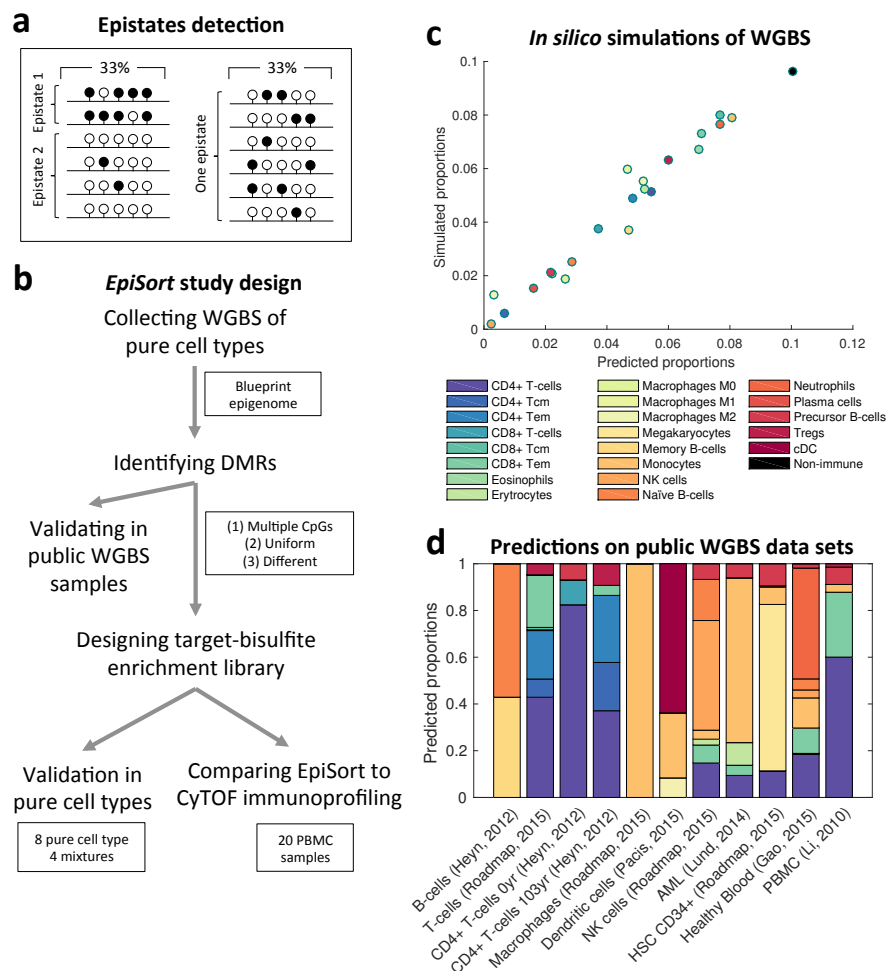 a
Epistates detection
33%
33%
Epistate 1
Epistate 2
One epistate
b
EpiSort study design
Collecting WGBS of
pure cell types
Blueprint
epigenome
Identifying DMRs
Validating in
public WGBS
samples
(1) Multiple CpGs
(2) Uniform
(3) Different
Designing target-bisulfite
enrichment library
Validation in
pure cell types
8 pure cell type
4 mixtures
Comparing EpiSort to
CyTOF immunoprofiling
20 PBMC
samples
c
In silico simulations of WGBS
Simulated proportions
0.1
0.08
0.06
0.04
0.02
0
0
0.02
0.04
0.06
0.08
0.1
0.12
Predicted proportions
CD4+ T-cells
CD4+ Tcm
CD4+ Tem
CD8+ T-cells
CD8+ Tcm
CD8+ Tem
Eosinphils
Erytrocytes
Macrophages M0
Macrophages M1
Macrophages M2
Megakaryocytes
Memory B-cells
Monocytes
NK cells
Naïve B-cells
Neutrophils
Plasma cells
Precursor B-cells
Tregs
cDC
Non-immune
d
Predictions on public WGBS data sets
Predicted proportions
1
0.8
0.6
0.4
0.2
0
B-cells (Heyn, 2012)
T-cells (Roadmap, 2015)
CD4+ T-cells 0yr (Heyn, 2012)
CD4+ T-cells 103yr (Heyn, 2012)
Macrophages (Roadmap, 2015)
Dendritic cells (Pacis, 2015)
NK cells (Roadmap, 2015)
AML (Lund, 2014)
HSC CD34+ (Roadmap, 2015)
Healthy Blood (Gao, 2015)
PBMC (Li, 2010)